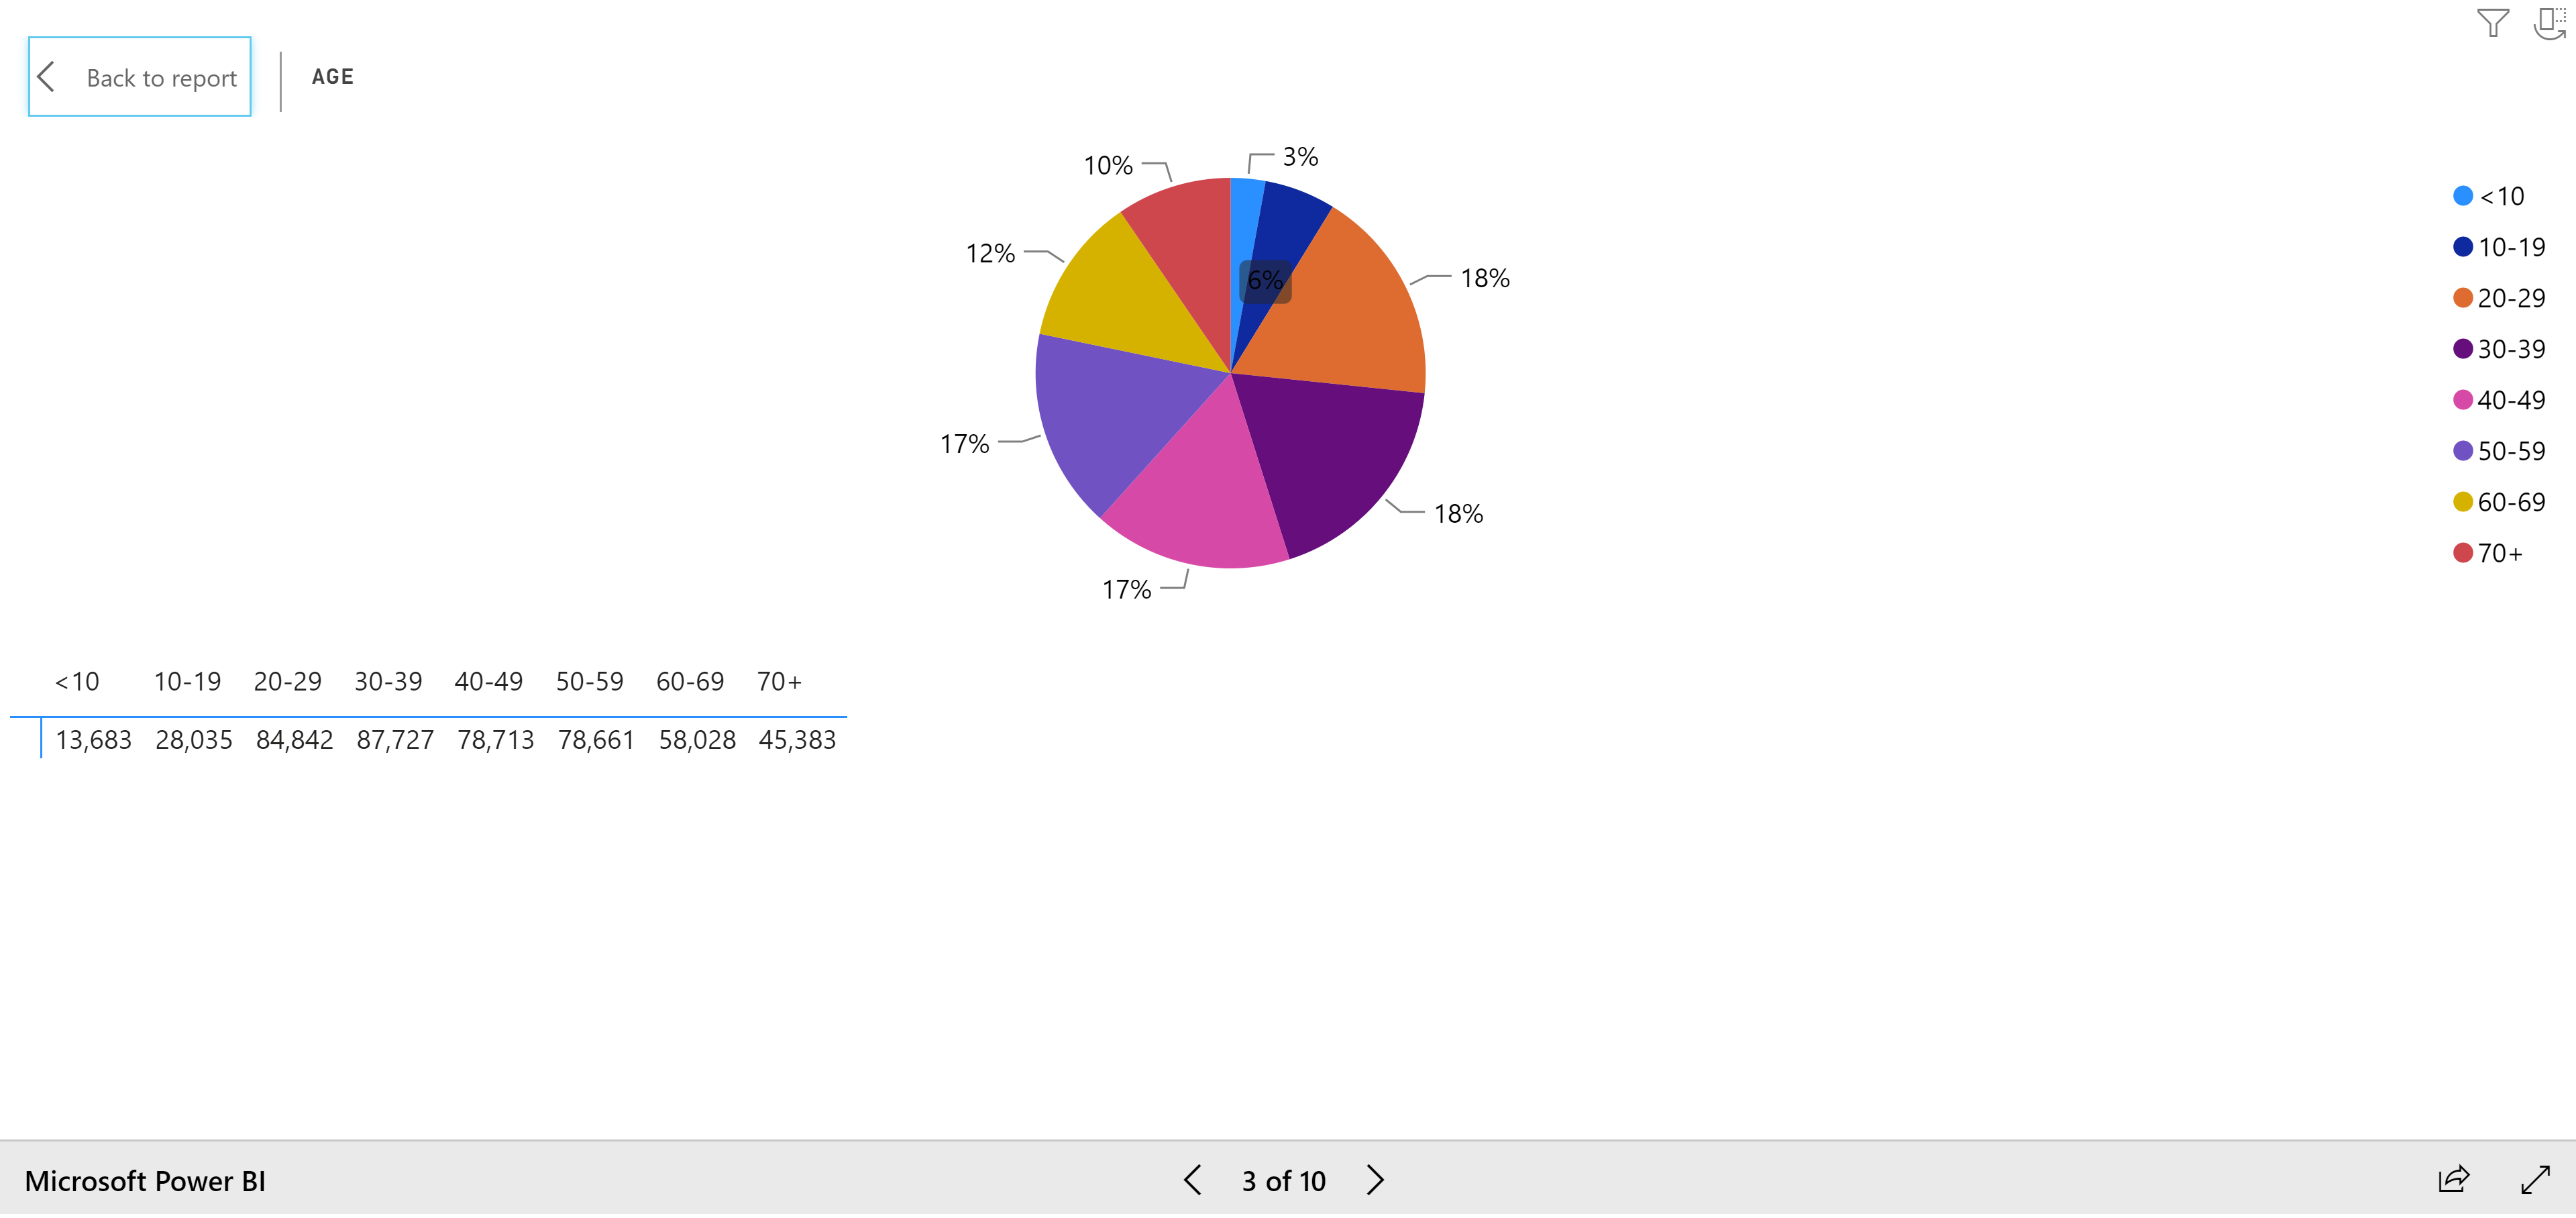 Back to report
AGE
3%
10%
12%
6%
18%
17%
18%
17%
<10
10-19
20-29
30-39
40-49
50-59
60-69
70+
<10 10-19 20-29 30-39 40-49 50-59 60-69 70+
13,683 28,035 84,842 87,727 78,713 78,661 58,028 45,383
Microsoft Power BI
3 of 10